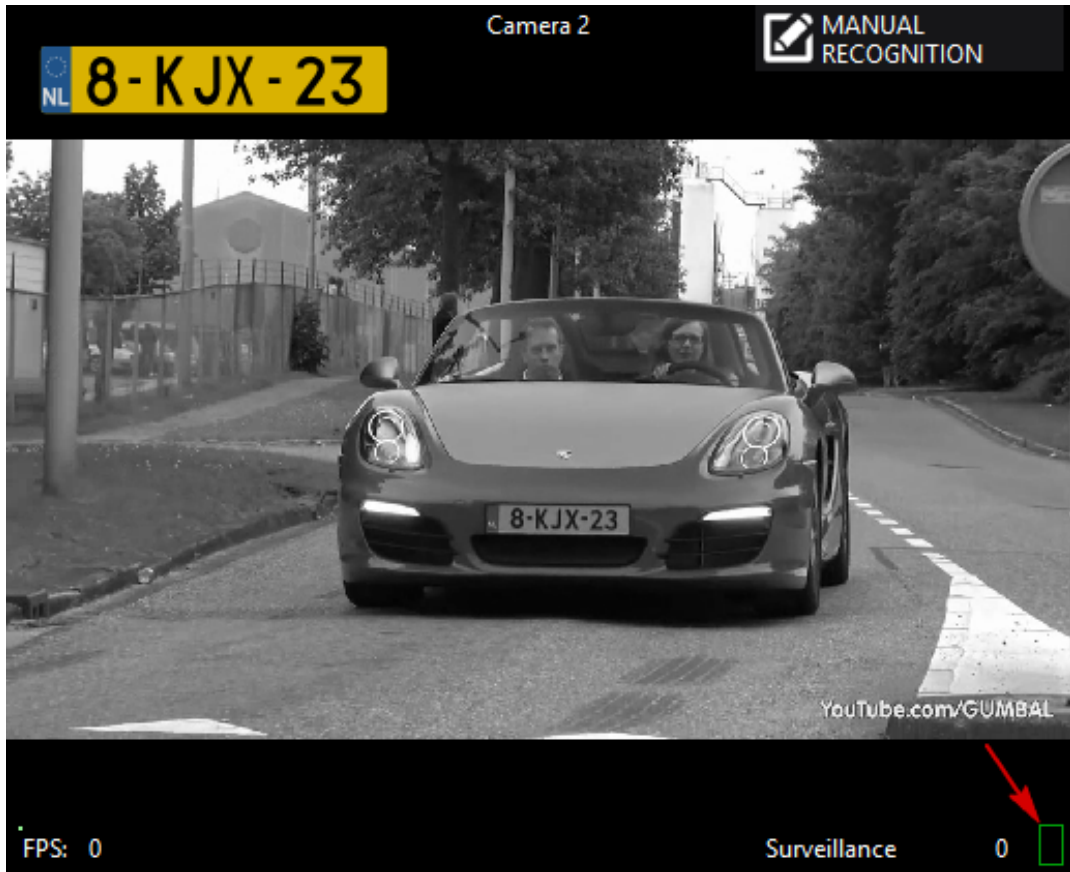 Camera 2
MANUAL
RECOGNITION
NL
8-KJX-23
8-KJX-23
YouTube.com/GUMBAL
FPS: 0
Surveillance 0